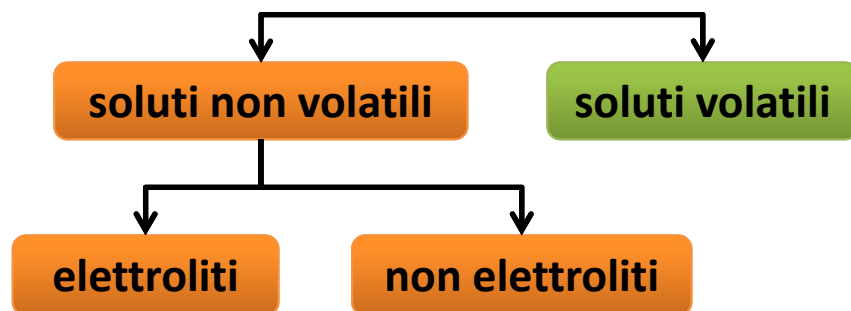 soluti non volatili
soluti volatili
elettroliti
non elettroliti